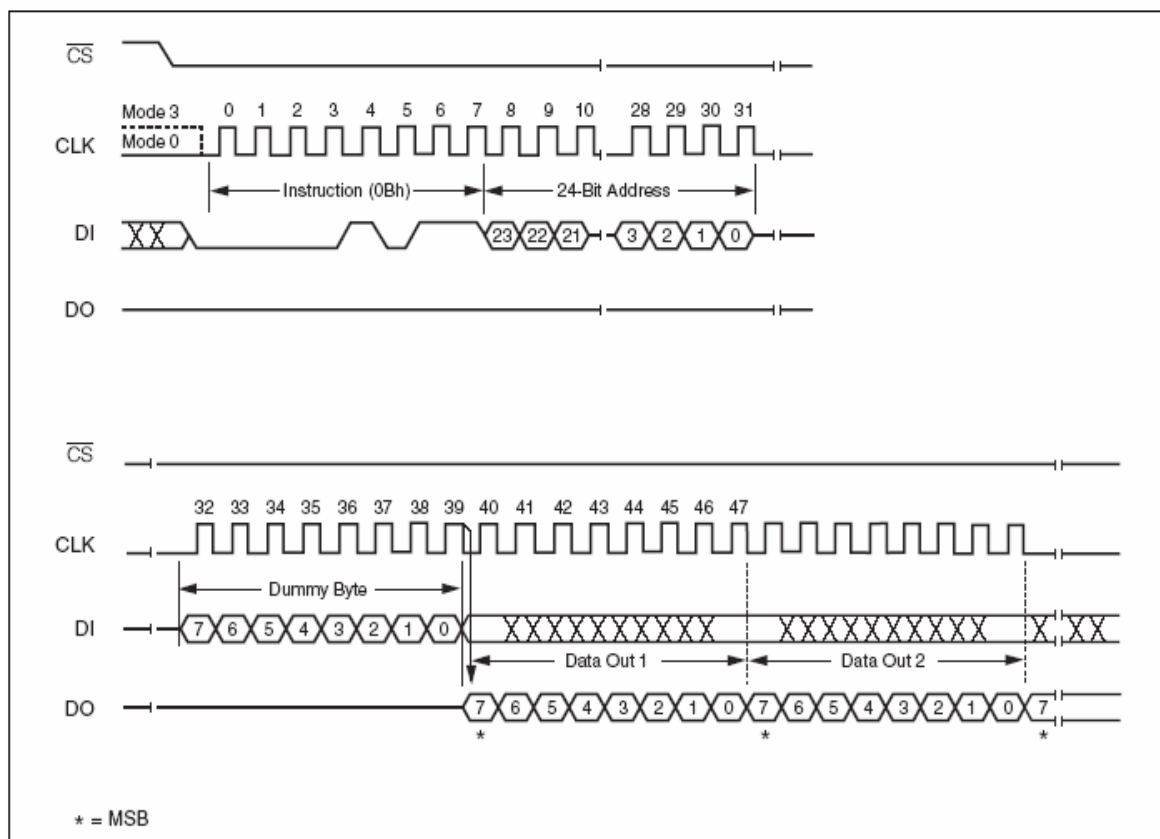 CS
Mode 3
0 1 2 3 4 5 6 7 8 9 10 28 29 30 31
CLK
Mode 0
Instruction (0Bh) 24-Bit Address
DI 23 22 21 3 2 1 0
DO
CS
32 33 34 35 36 37 38 39 40 41 42 43 44 45 46 47
CLK
Dummy Byte
DI 7 6 5 4 3 2 1 0
Data Out 1 Data Out 2
DO 7 6 5 4 3 2 1 0 7 6 5 4 3 2 1 0 7
* * *
* = MSB